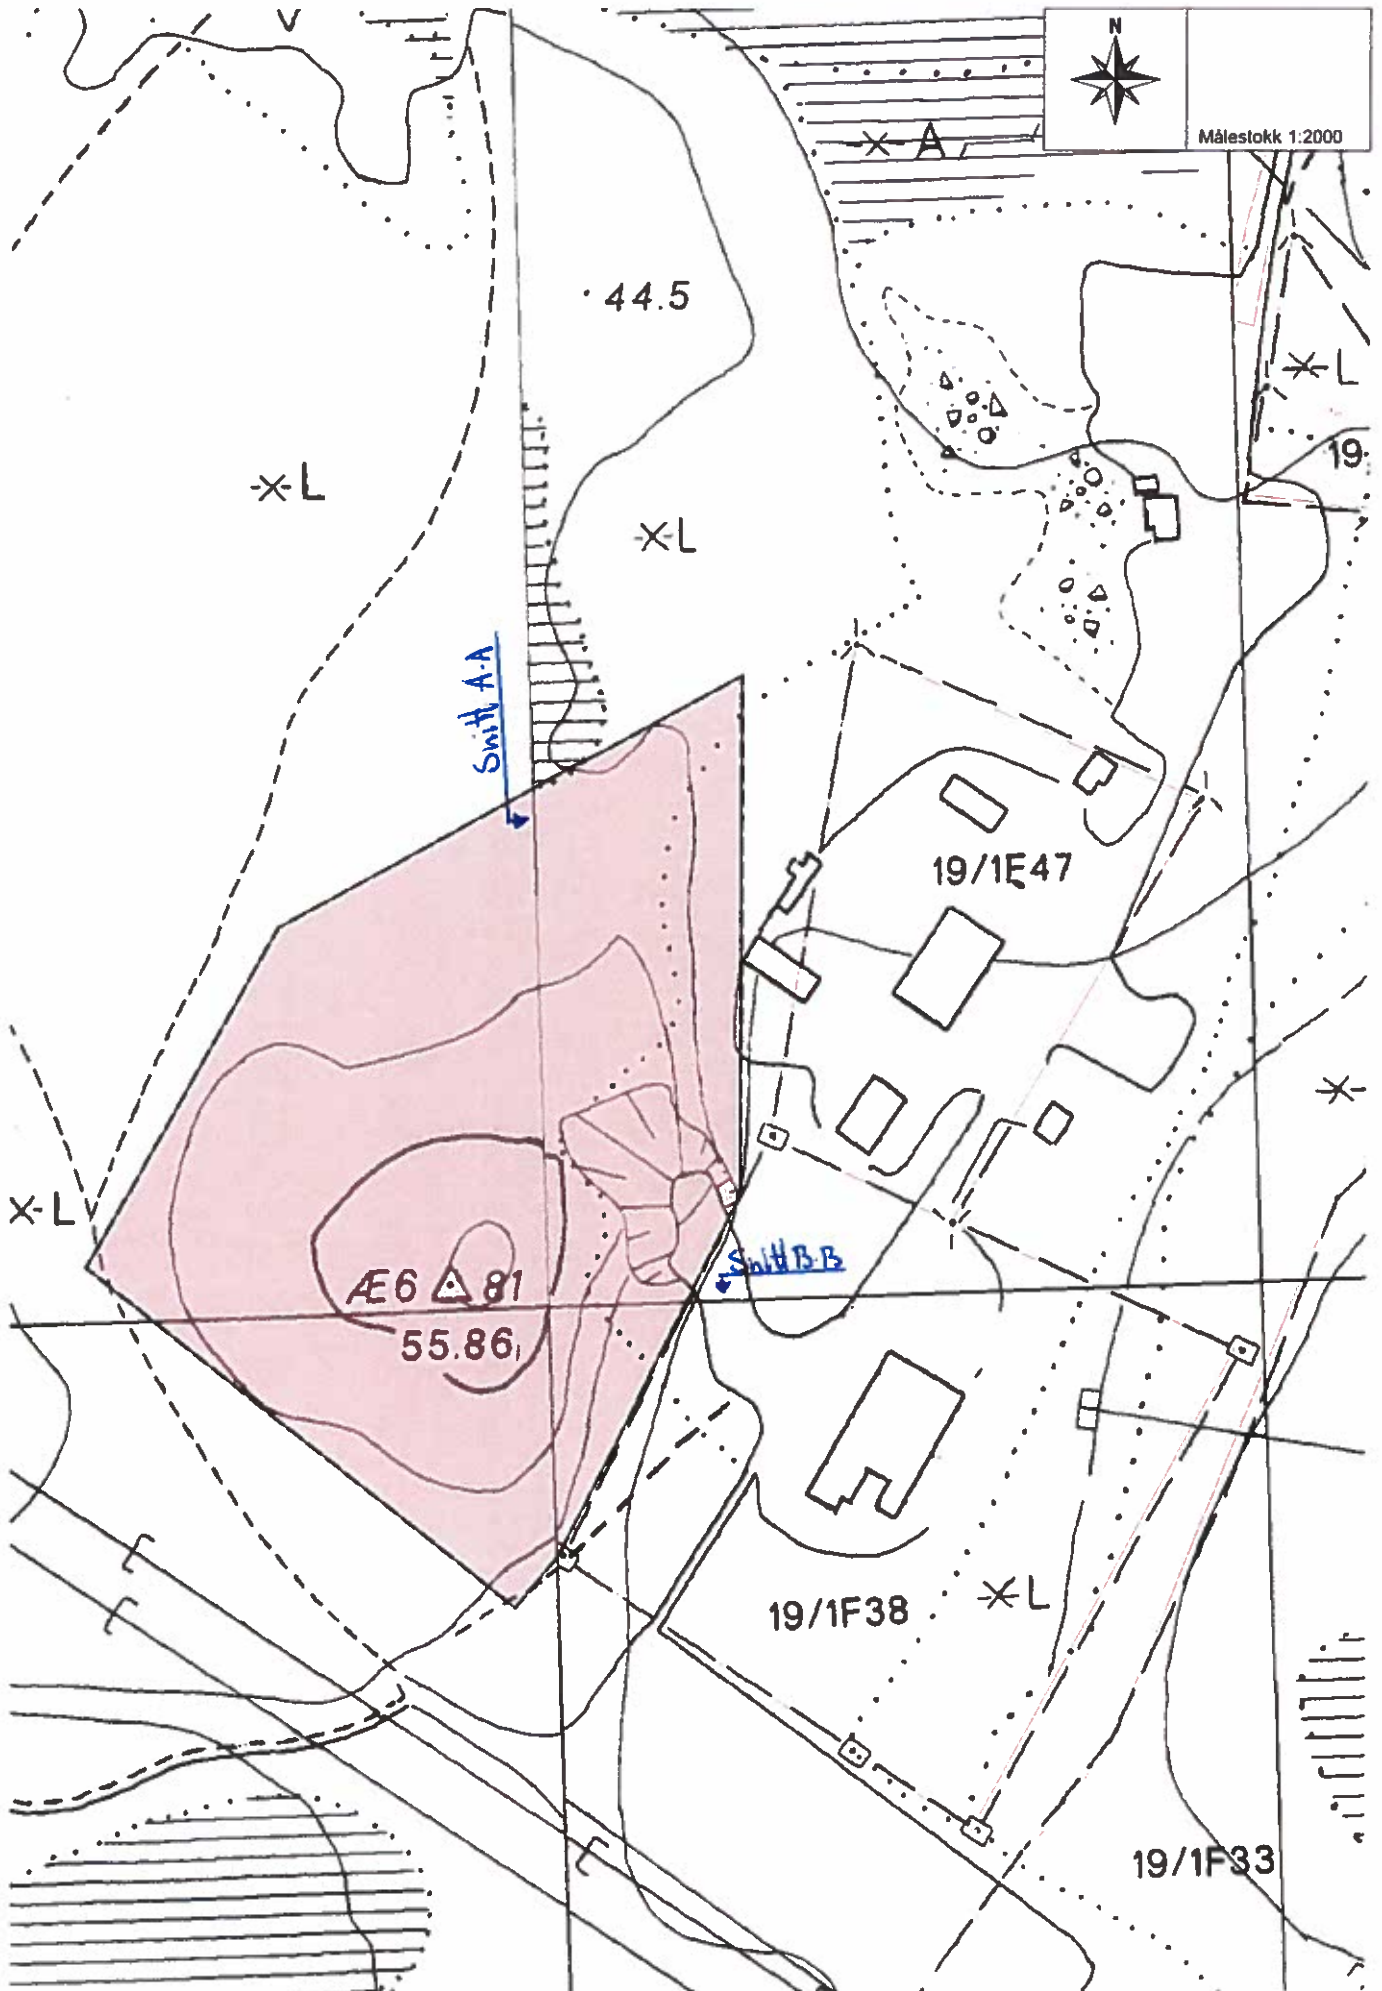 V
N
Målestokk 1:2000
A
44.5
L
19
L
L
Snitt A-A
19/1E47
L
Snitt B-B
Æ6 81
55.86
19/1F38
L
19/1F33